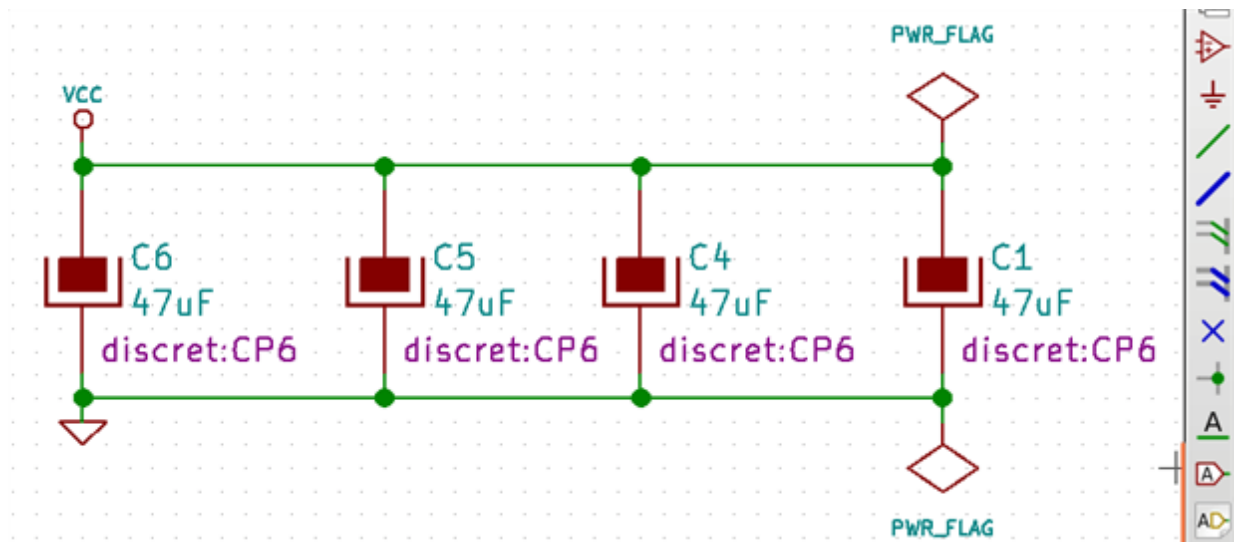 PWR_FLAG
VCC
C6
47uF
discret:CP6
C5
47uF
discret:CP6
C4
47uF
discret:CP6
C1
47uF
discret:CP6
PWR_FLAG
A
A
AD